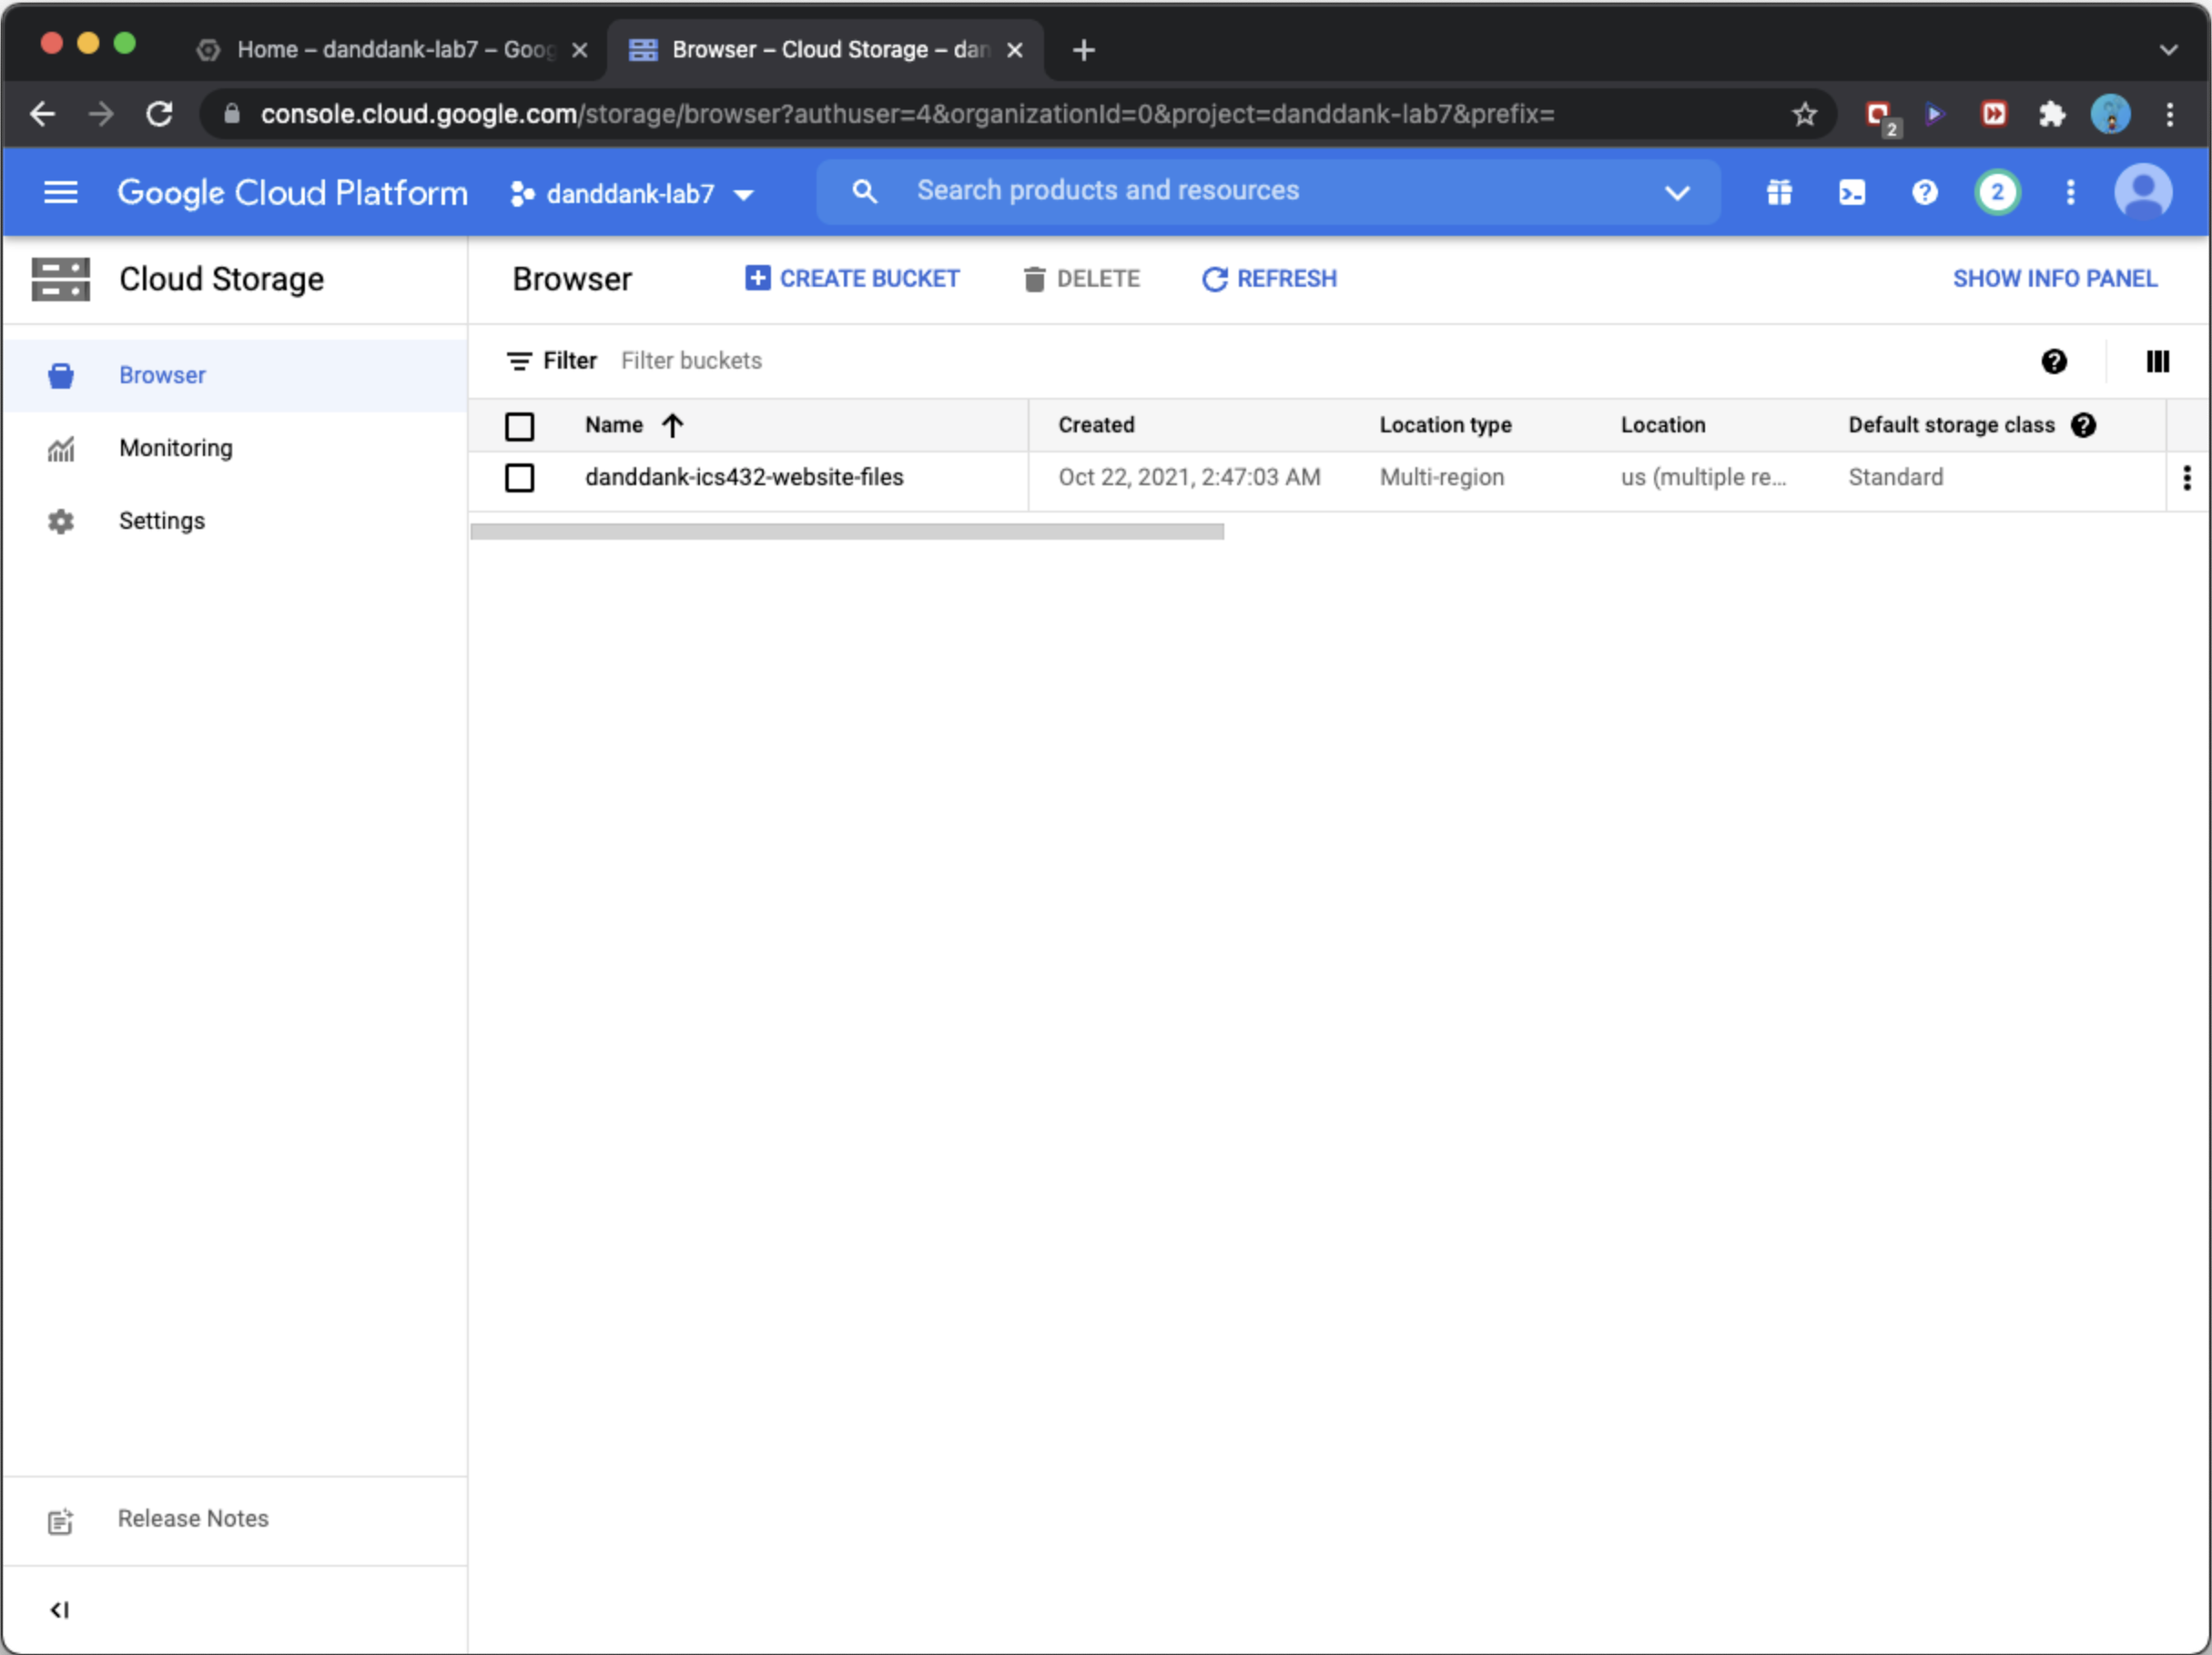 Home – danddank-lab7 – Goog
Browser – Cloud Storage – dan
console.cloud.google.com/storage/browser?authuser=4&organizationId=0&project=danddank-lab7&prefix=
2
Google Cloud Platform
danddank-lab7
Search products and resources
2
Cloud Storage
Browser
CREATE BUCKET
DELETE
REFRESH
SHOW INFO PANEL
Browser
Monitoring
Settings
Filter Filter buckets
Name Created Location type Location Default storage class
danddank-ics432-website-files Oct 22, 2021, 2:47:03 AM Multi-region us (multiple re... Standard
Release Notes